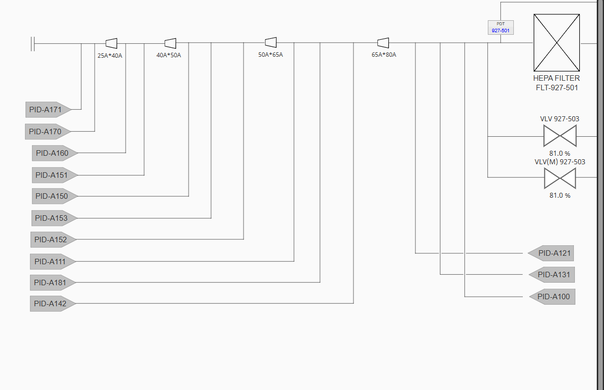 PDT
927-501
25A*40A
40A*50A
50A*65A
65A*80A
HEPA FILTER
FLT-927-501
PID-A171
PID-A170
PID-A160
PID-A151
PID-A150
PID-A153
PID-A152
PID-A111
PID-A181
PID-A142
VLV 927-503
81.0 %
VLV(M) 927-503
81.0 %
PID-A121
PID-A131
PID-A100